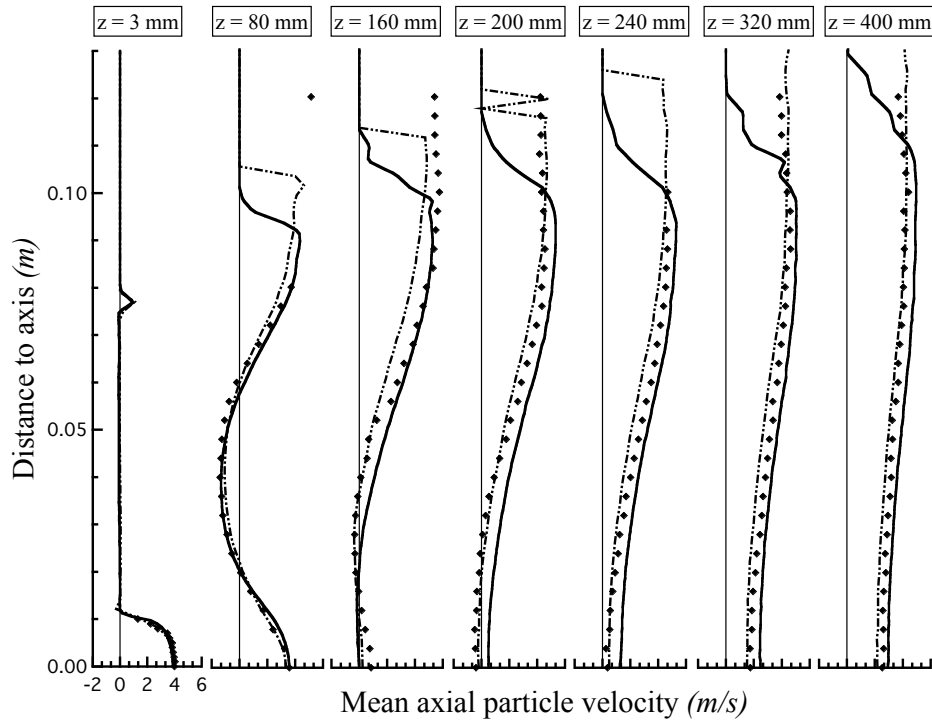 z = 3 mm z = 80 mm z = 160 mm z = 200 mm z = 240 mm z = 320 mm z = 400 mm
0.10
Distance to axis (m)
0.05
0.00
-2 0 2 4 6
Mean axial particle velocity (m/s)